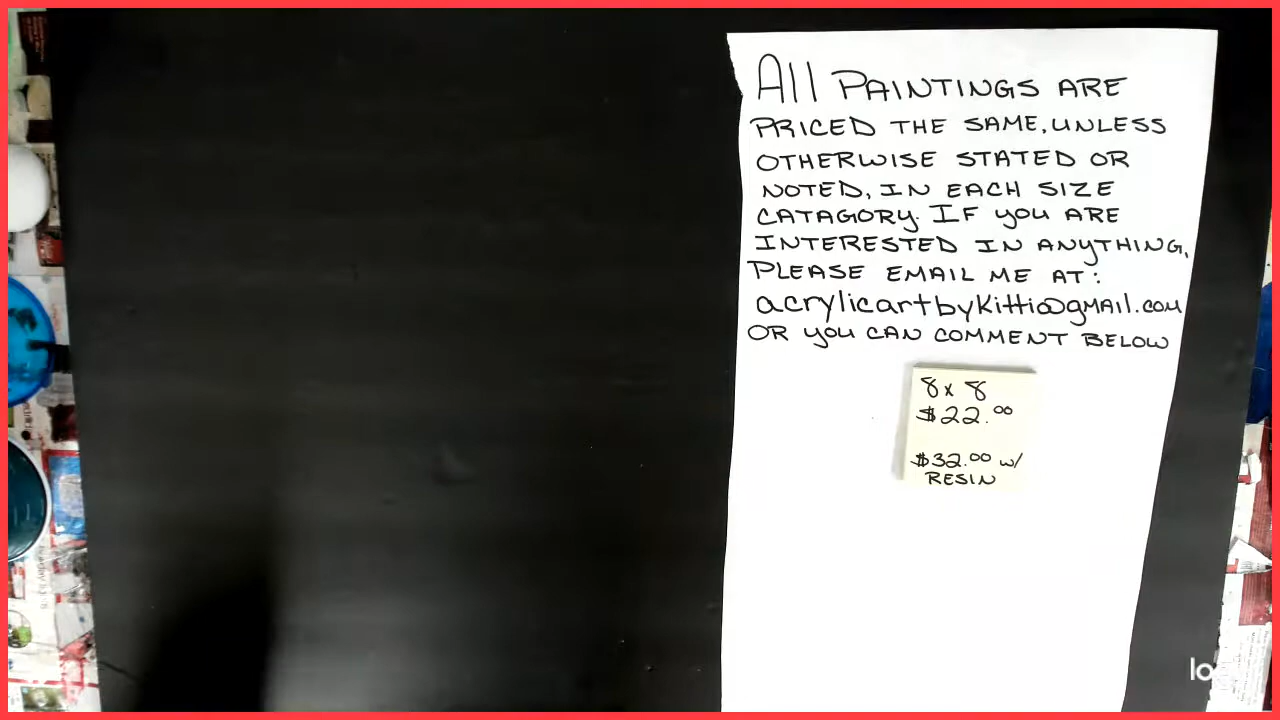 All PAINTINGS ARE
PRICED THE SAME, UNLESS
OTHERWISE STATED OR
NOTED, IN EACH SIZE
CATAGORY. IF YOU ARE
INTERESTED IN ANYTHING,
PLEASE EMAIL ME AT:
acrylicartbykitti@gmail.com
OR YOU CAN COMMENT BELOW
8 x 8
$22.00
$32.00 w/
RESIN